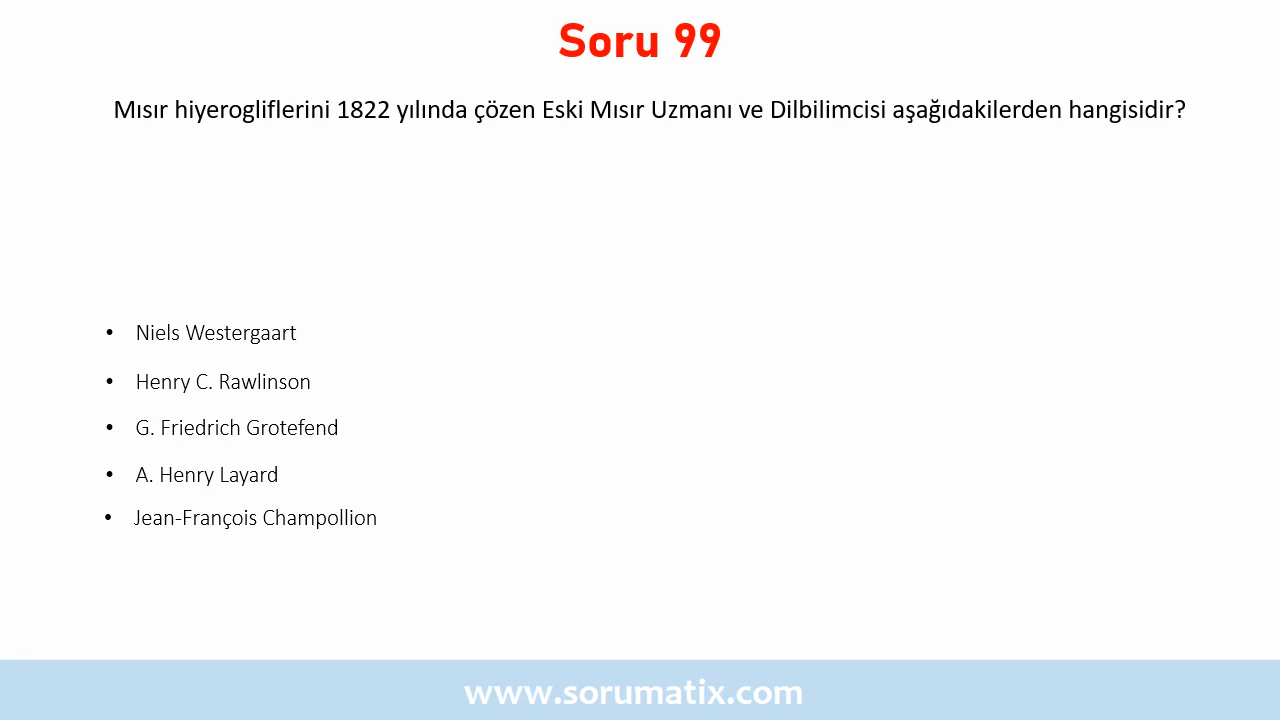 Soru 99
Mısır hiyerogliflerini 1822 yılında çözen Eski Mısır Uzmanı ve Dilbilimcisi aşağıdakilerden hangisidir?
• Niels Westergaart
• Henry C. Rawlinson
• G. Friedrich Grotefend
• A. Henry Layard
• Jean-François Champollion
www.sorumatix.com